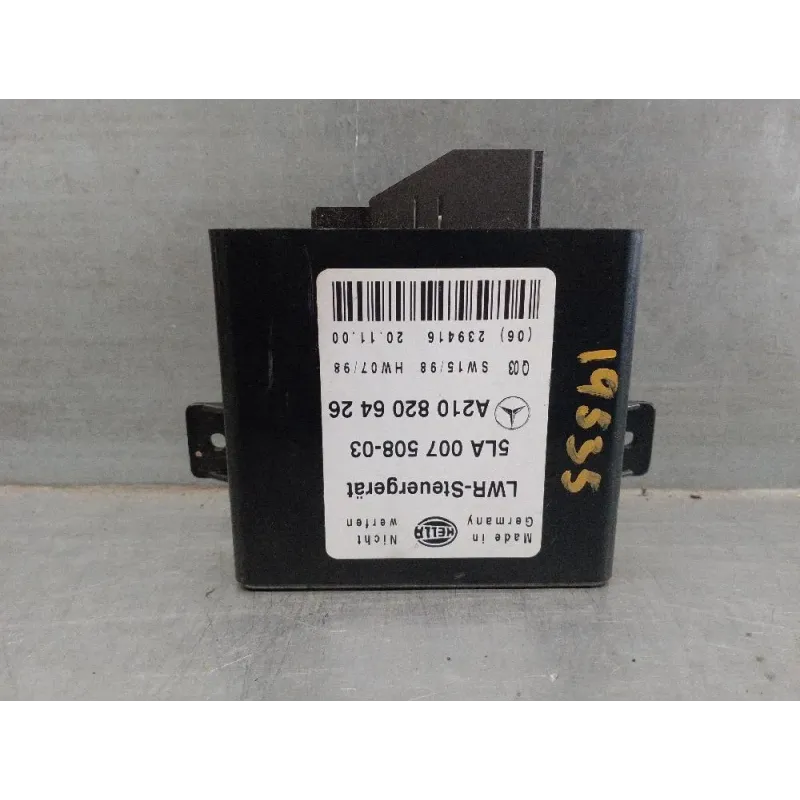 Made in
Germany
HELLA
Nicht
werfen
LWR-Steuergerät
5LA 007 508-03
A210 820 64 26
Q03 SW15/98 HW07/98
(06) 239416 20.11.00
19535